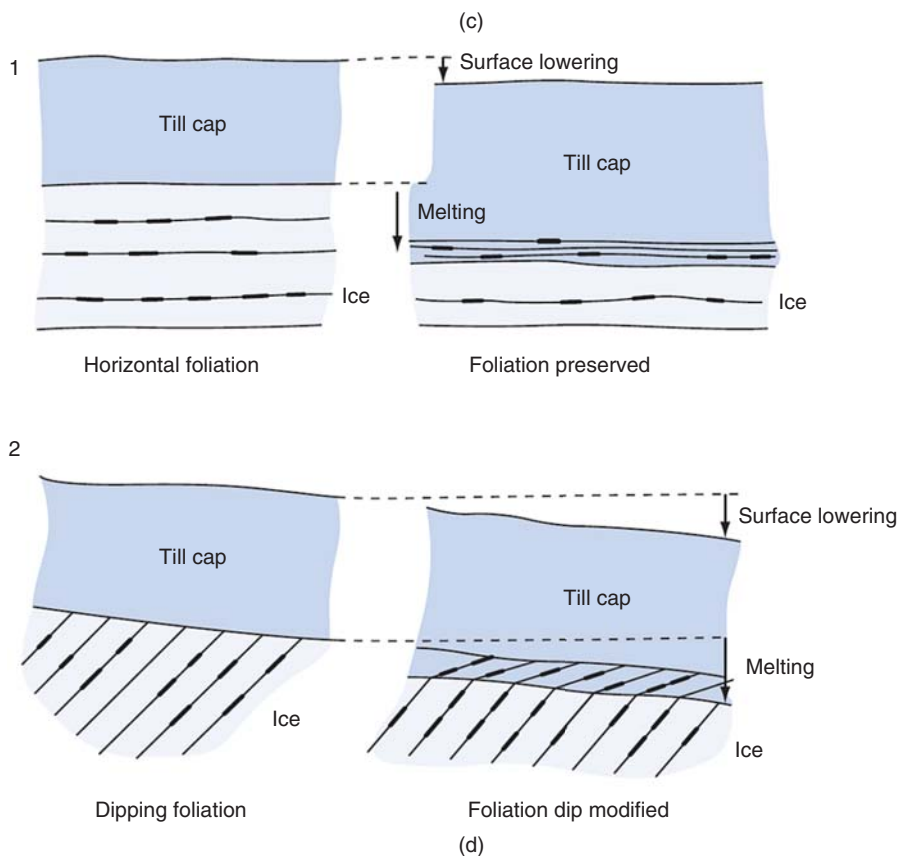 (c)
1
Surface lowering
Till cap
Till cap
Melting
Ice
Ice
Horizontal foliation
Foliation preserved
2
Surface lowering
Till cap
Till cap
Melting
Ice
Ice
Dipping foliation
Foliation dip modified
(d)